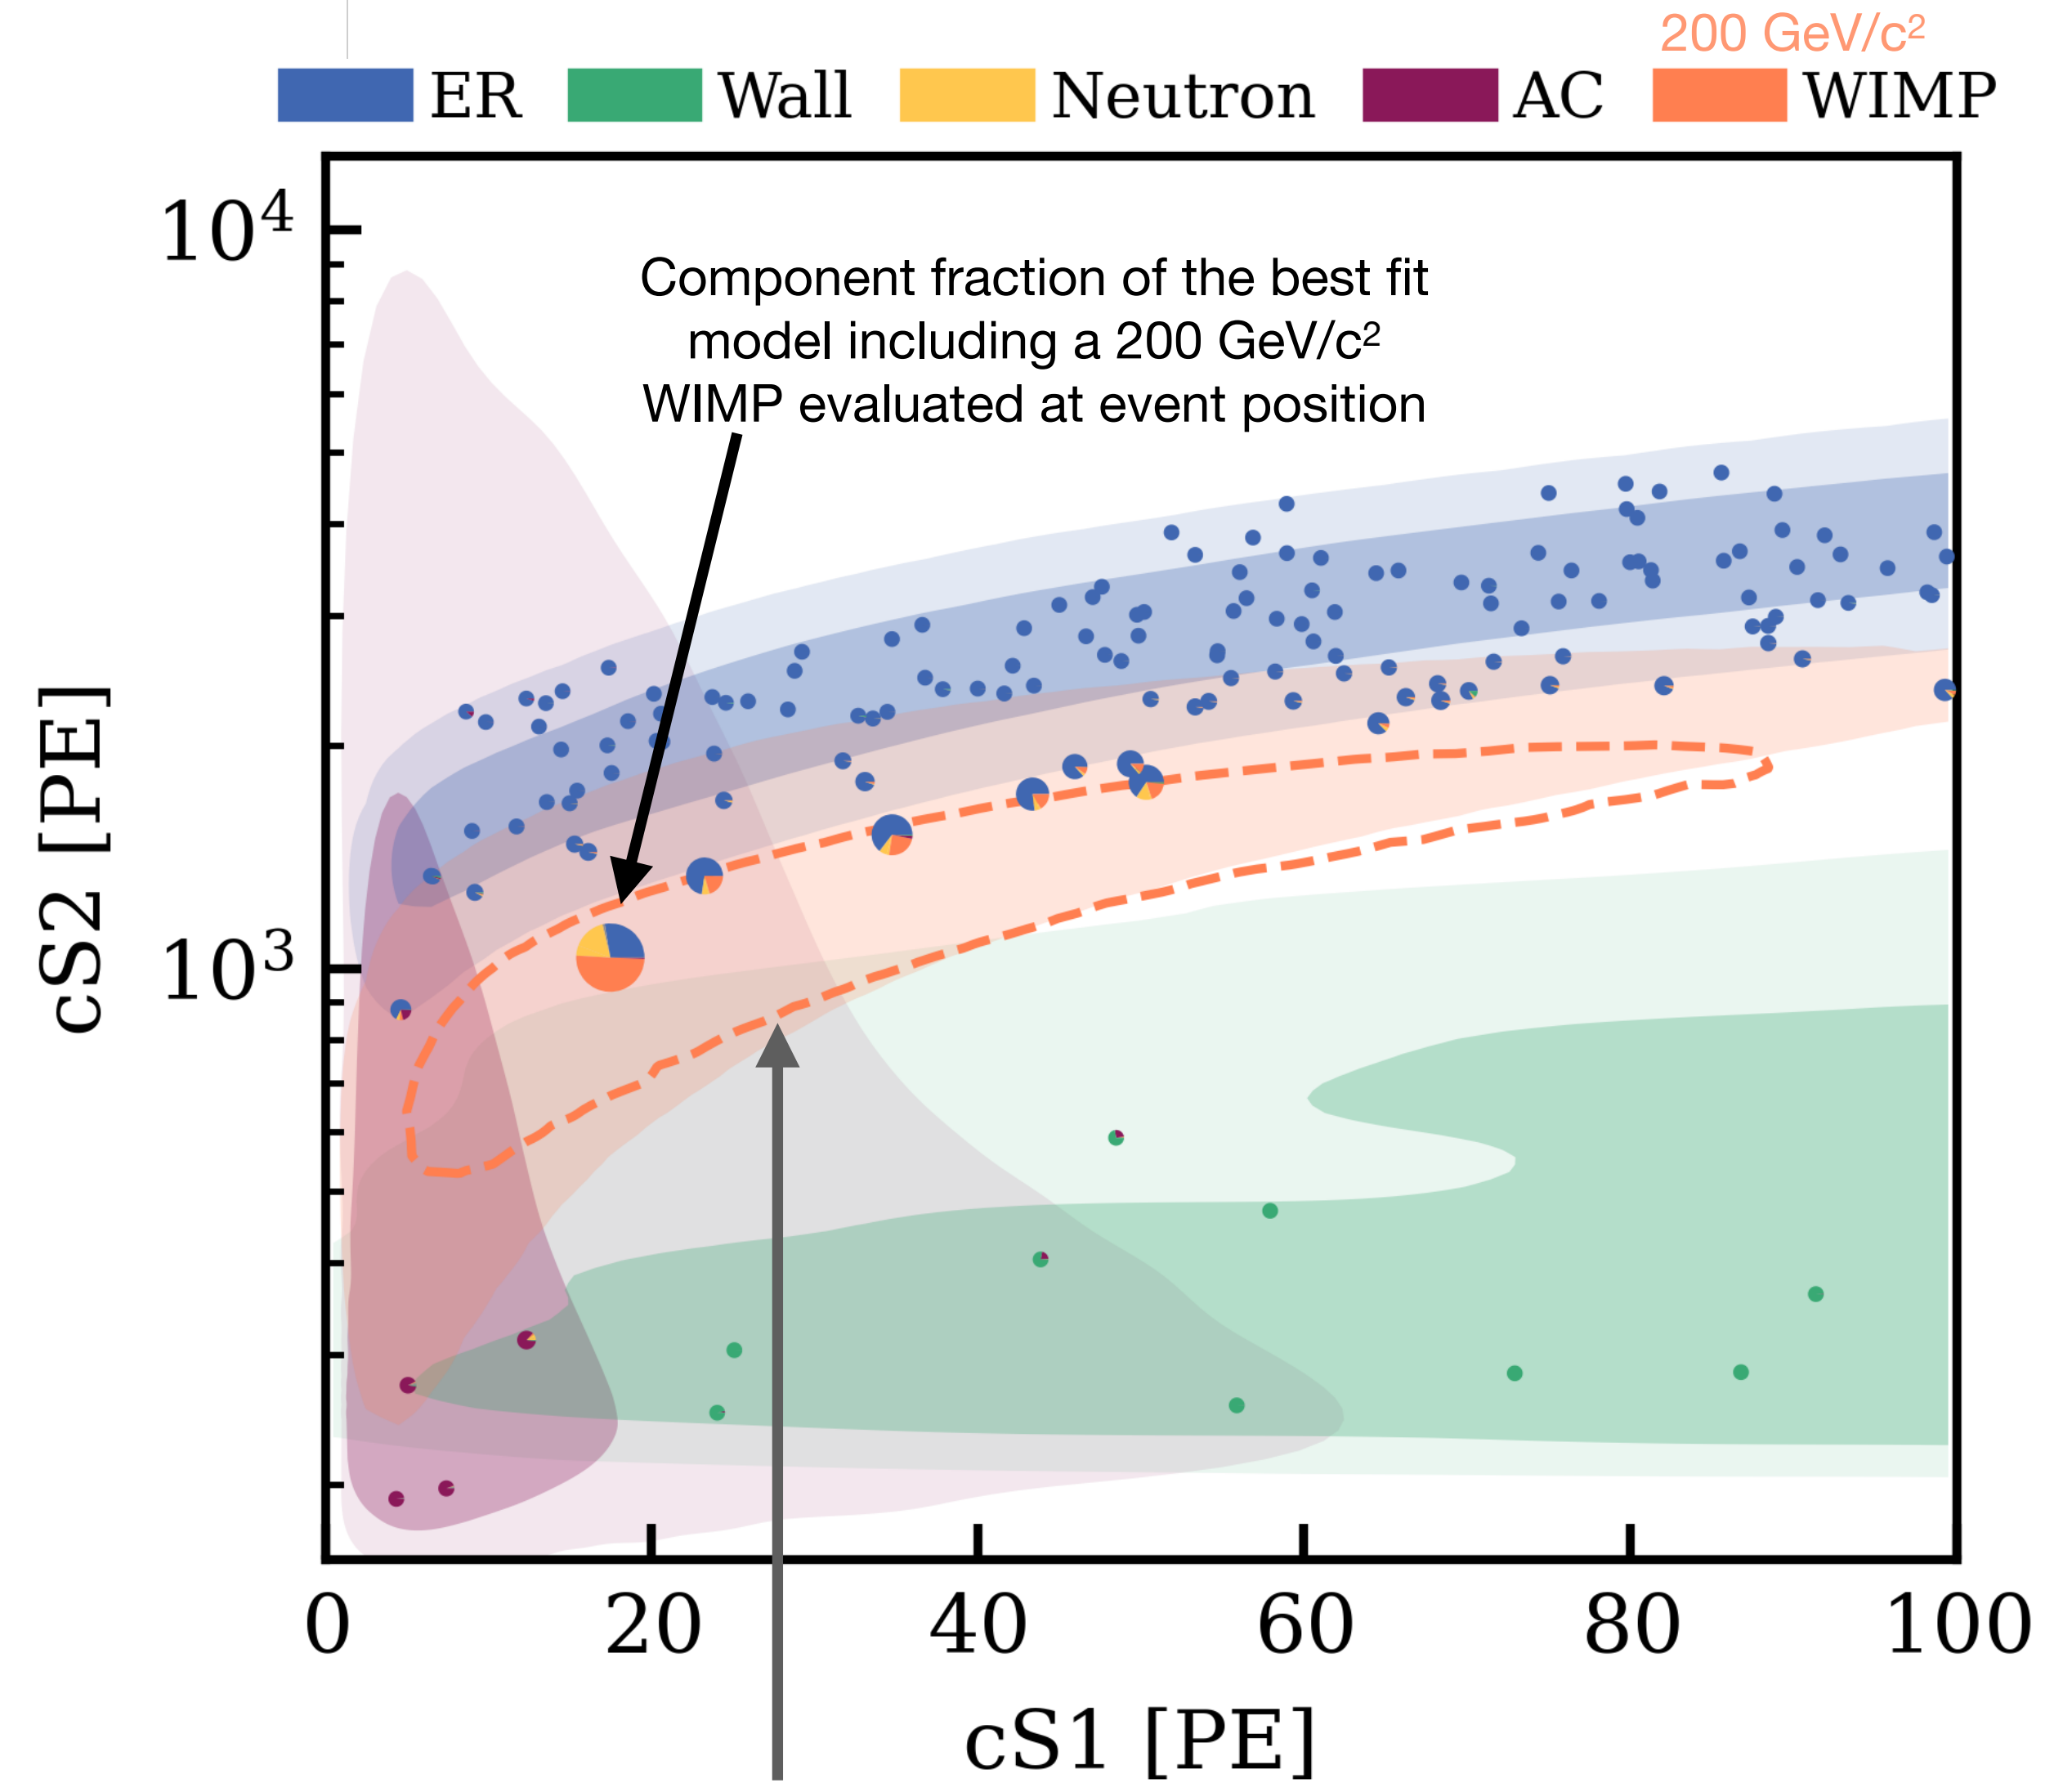 200 GeV/c²
ER Wall Neutron AC WIMP
10⁴
Component fraction of the best fit
model including a 200 GeV/c²
WIMP evaluated at event position
cS2 [PE]
10³
0 20 40 60 80 100
cS1 [PE]